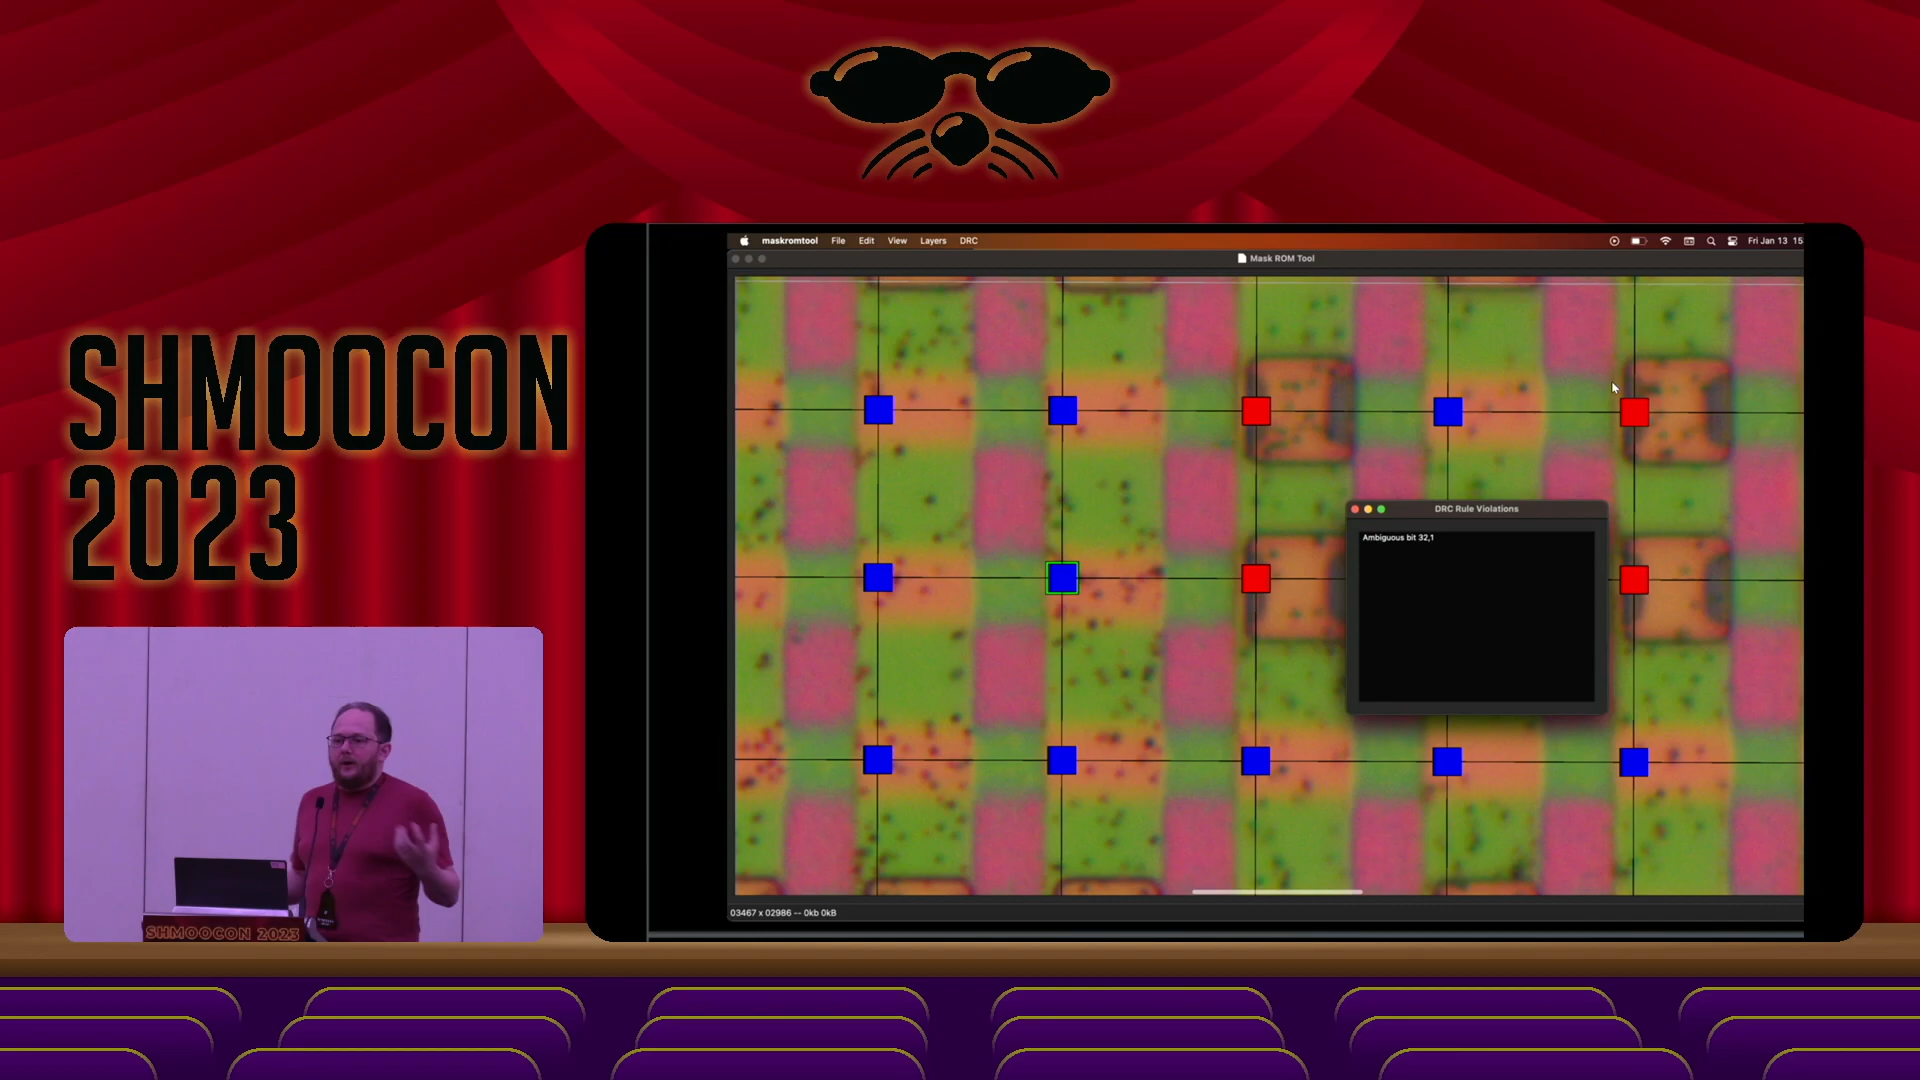 SHMOOCON
2023
maskromtool File Edit View Layers DRC Fri Jan 13 15
Mask ROM Tool
DRC Rule Violations
Ambiguous bit 32,1
03467 x 02986 -- 0kb 0kB
SHMOOCON 2023